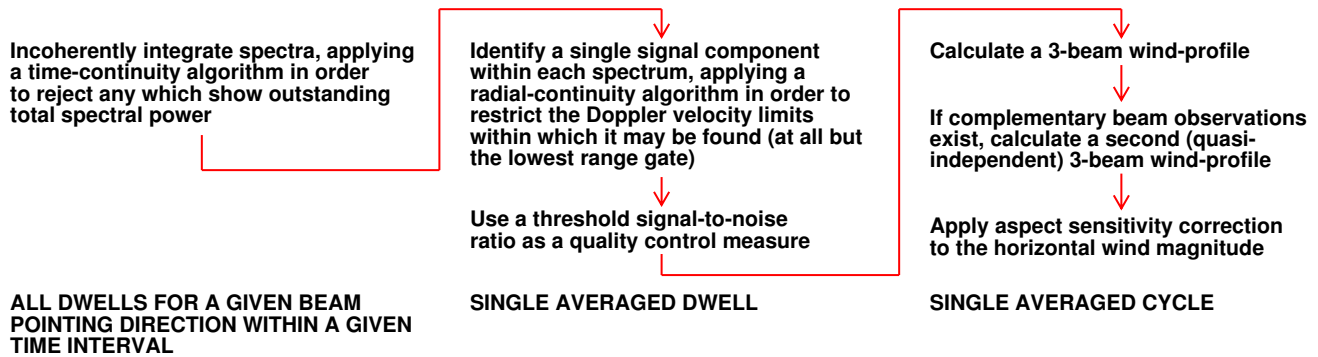 Incoherently integrate spectra, applying
a time-continuity algorithm in order
to reject any which show outstanding
total spectral power
ALL DWELLS FOR A GIVEN BEAM
POINTING DIRECTION WITHIN A GIVEN
TIME INTERVAL
Identify a single signal component
within each spectrum, applying a
radial-continuity algorithm in order to
restrict the Doppler velocity limits
within which it may be found (at all but
the lowest range gate)
Use a threshold signal-to-noise
ratio as a quality control measure
SINGLE AVERAGED DWELL
Calculate a 3-beam wind-profile
If complementary beam observations
exist, calculate a second (quasi-
independent) 3-beam wind-profile
Apply aspect sensitivity correction
to the horizontal wind magnitude
SINGLE AVERAGED CYCLE